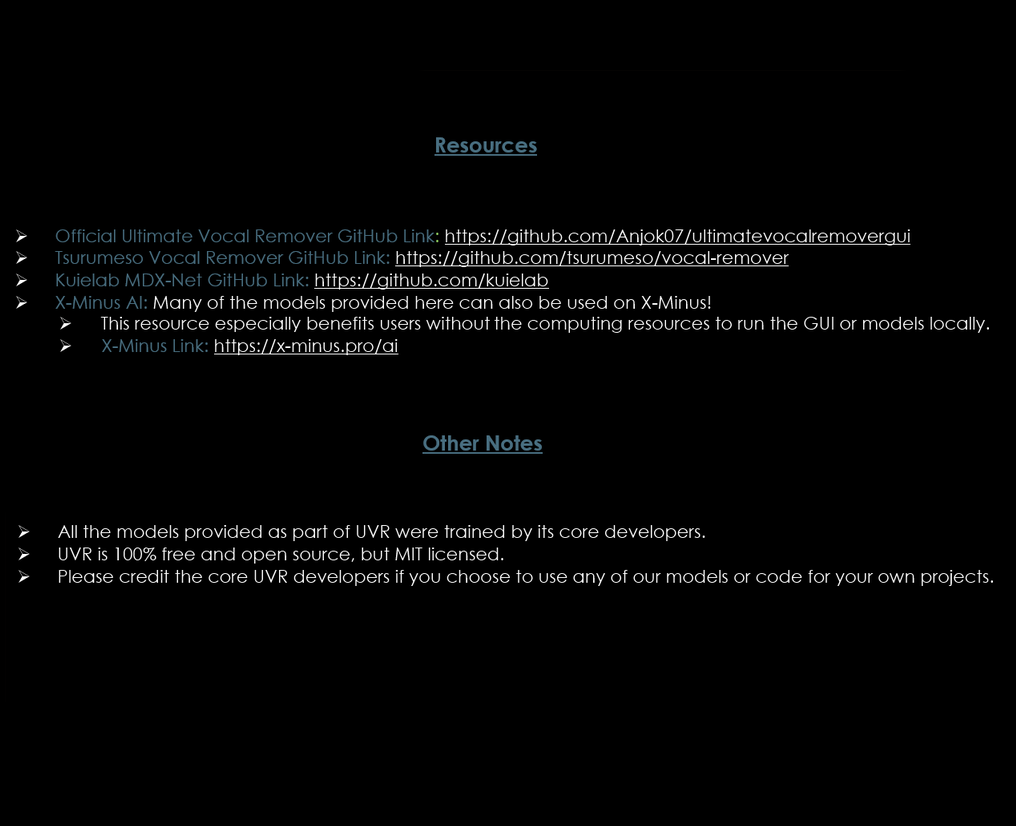 Resources
➢ Official Ultimate Vocal Remover GitHub Link: https://github.com/Anjok07/ultimatevocalremovergui
➢ Tsurumeso Vocal Remover GitHub Link: https://github.com/tsurumeso/vocal-remover
➢ Kuielab MDX-Net GitHub Link: https://github.com/kuielab
➢ X-Minus AI: Many of the models provided here can also be used on X-Minus!
➢ This resource especially benefits users without the computing resources to run the GUI or models locally.
➢ X-Minus Link: https://x-minus.pro/ai
Other Notes
➢ All the models provided as part of UVR were trained by its core developers.
➢ UVR is 100% free and open source, but MIT licensed.
➢ Please credit the core UVR developers if you choose to use any of our models or code for your own projects.